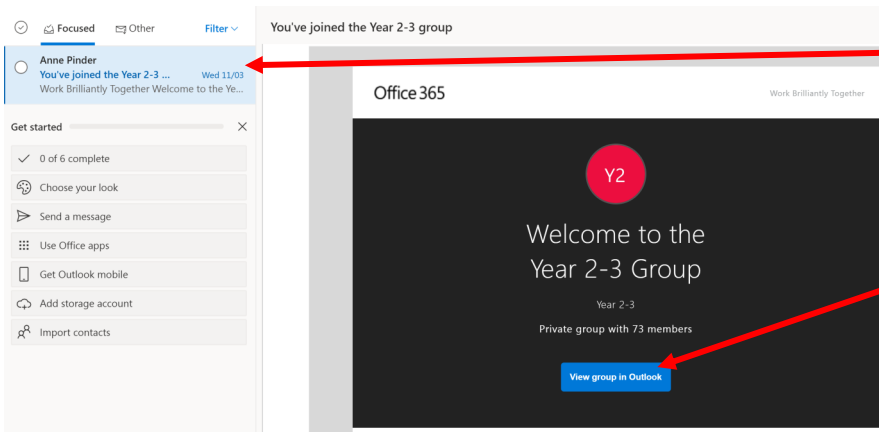 Focused Other Filter
Anne Pinder
You've joined the Year 2-3 ... Wed 11/03
Work Brilliantly Together Welcome to the Ye...
Get started
0 of 6 complete
Choose your look
Send a message
Use Office apps
Get Outlook mobile
Add storage account
Import contacts
You've joined the Year 2-3 group
Office 365 Work Brilliantly Together
Y2
Welcome to the
Year 2-3 Group
Year 2-3
Private group with 73 members
View group in Outlook